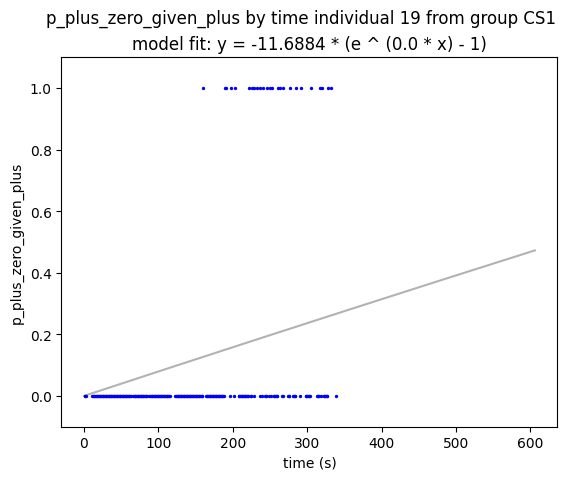 p_plus_zero_given_plus by time individual 19 from group CS1
model fit: y = -11.6884 * (e ^ (0.0 * x) - 1)
1.0
0.8
0.6
0.4
0.2
0.0
p_plus_zero_given_plus
0 100 200 300 400 500 600
time (s)